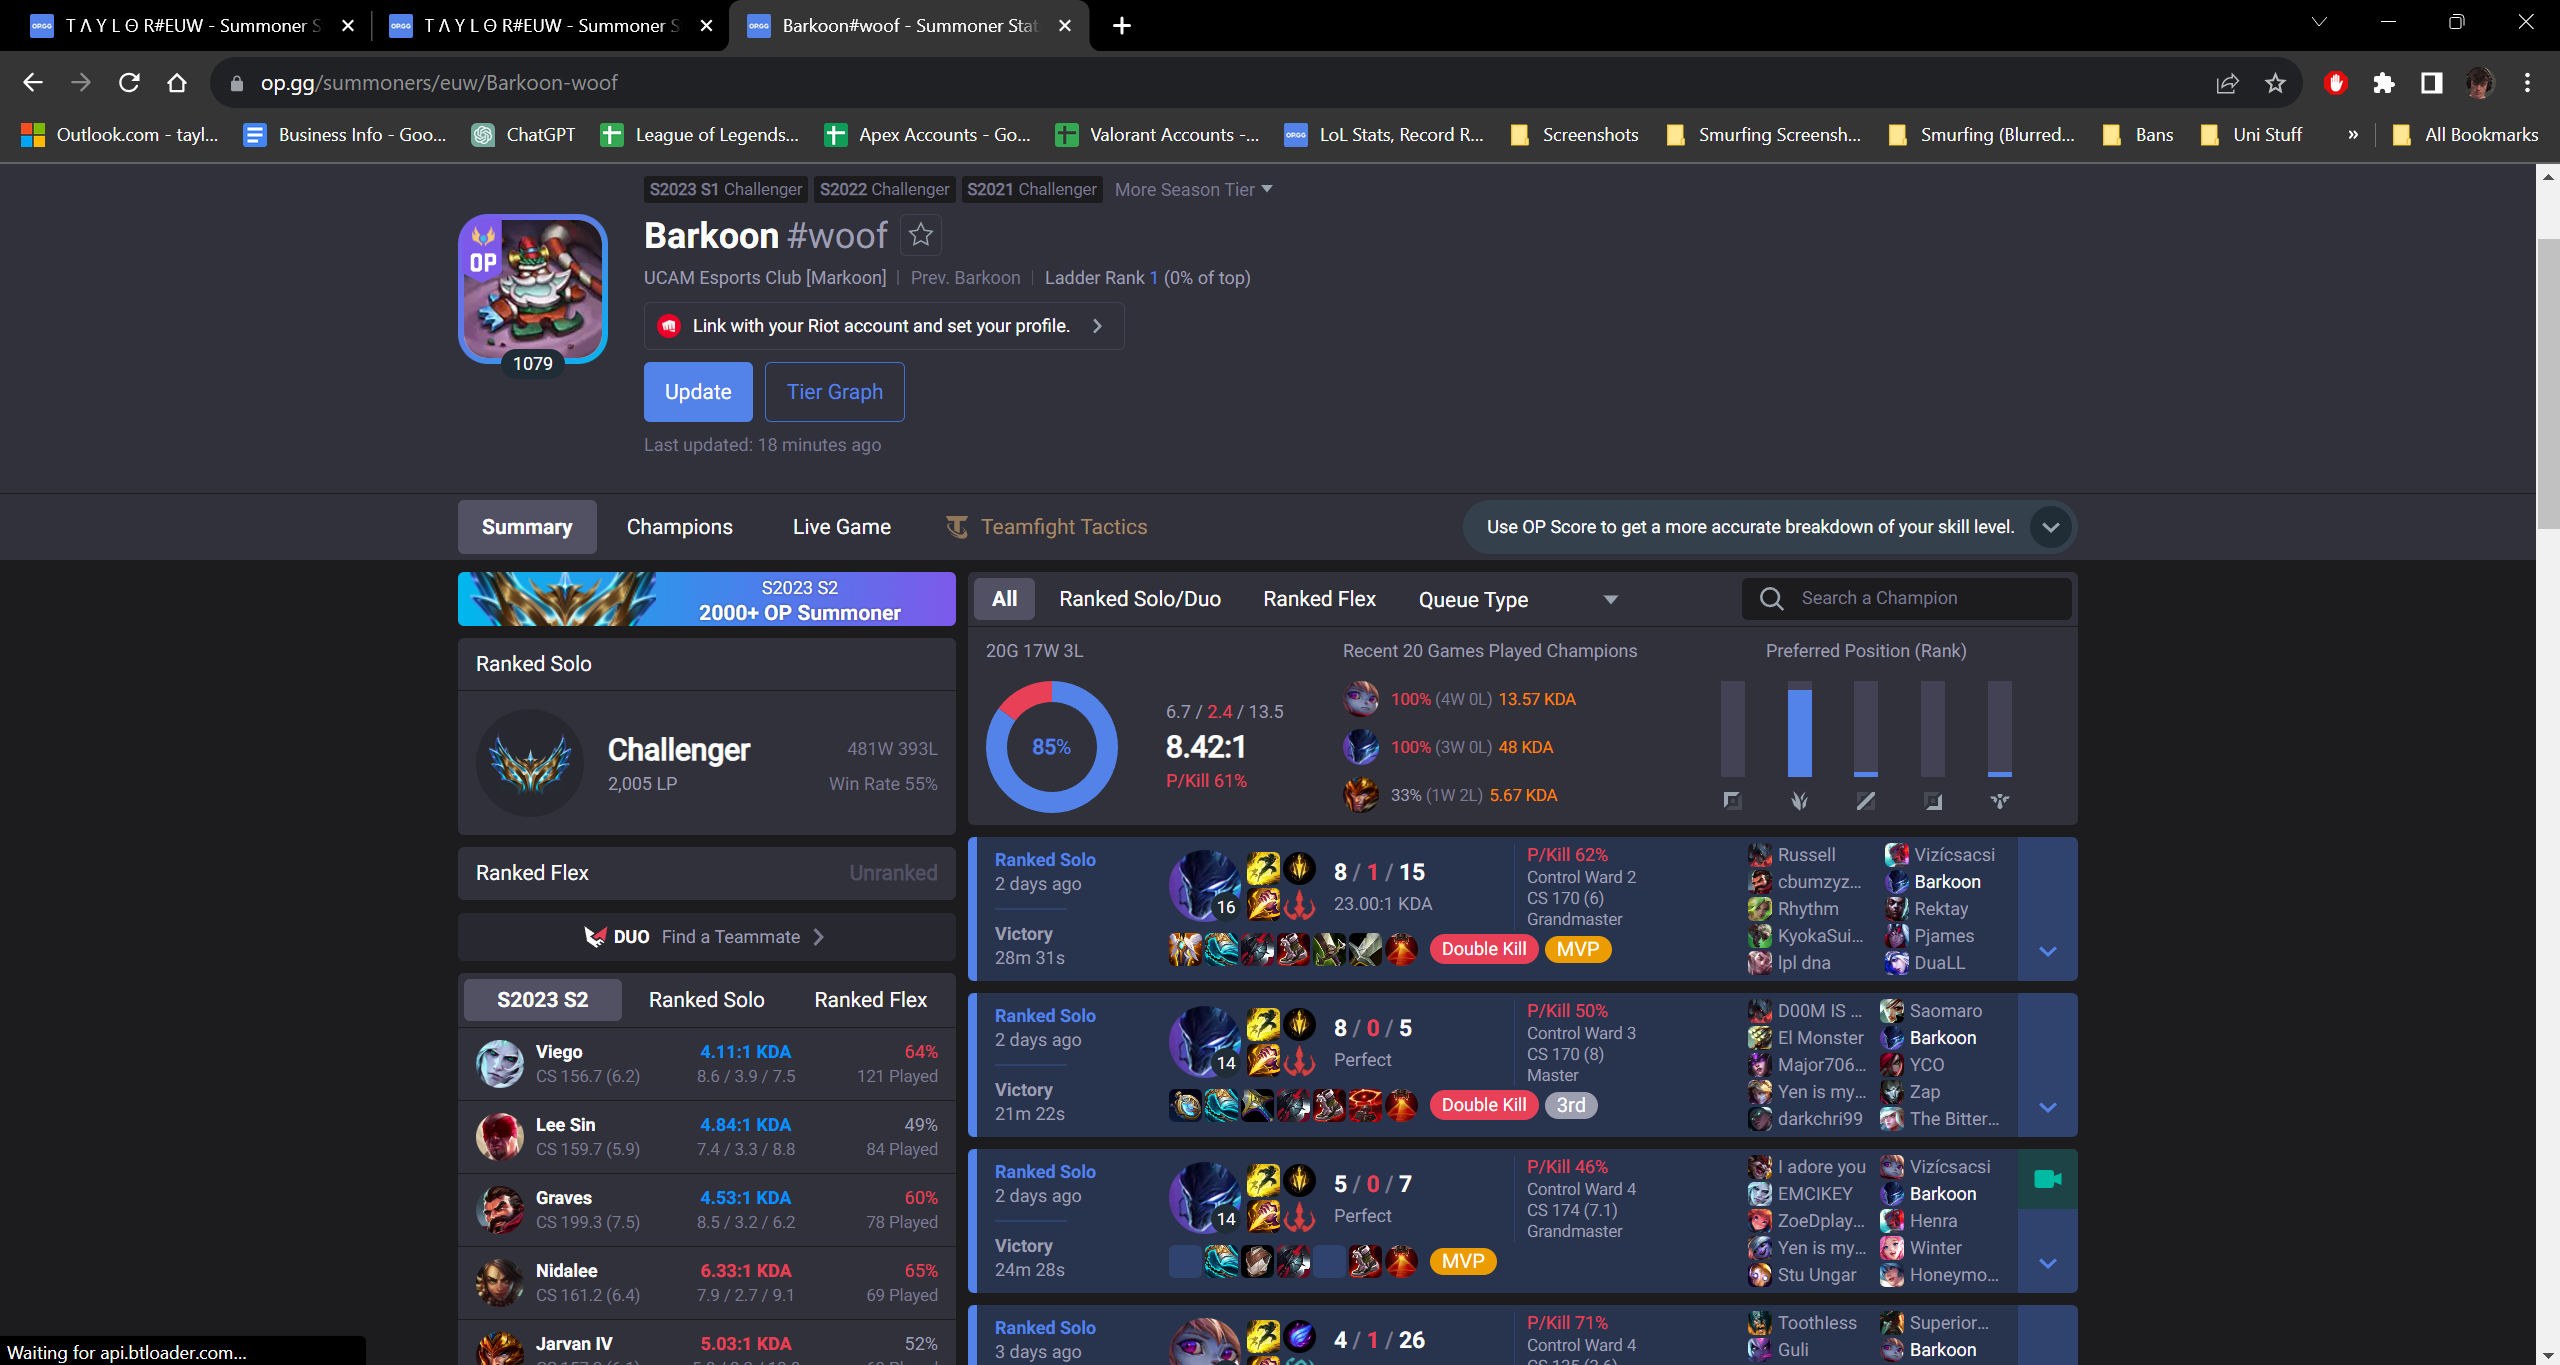 T Λ Y L Θ R#EUW - Summoner S
T Λ Y L Θ R#EUW - Summoner S
Barkoon#woof - Summoner Stat
op.gg/summoners/euw/Barkoon-woof
Outlook.com - tayl...
Business Info - Goo...
ChatGPT
League of Legends...
Apex Accounts - Go...
Valorant Accounts -...
LoL Stats, Record R...
Screenshots
Smurfing Screensh...
Smurfing (Blurred...
Bans
Uni Stuff
»
All Bookmarks
S2023 S1 Challenger
S2022 Challenger
S2021 Challenger
More Season Tier
OP
1079
Barkoon #woof
UCAM Esports Club [Markoon] | Prev. Barkoon | Ladder Rank 1 (0% of top)
Link with your Riot account and set your profile.
Update
Tier Graph
Last updated: 18 minutes ago
Summary
Champions
Live Game
Teamfight Tactics
Use OP Score to get a more accurate breakdown of your skill level.
S2023 S2
2000+ OP Summoner
Ranked Solo
Challenger
481W 393L
2,005 LP
Win Rate 55%
Ranked Flex
Unranked
DUO Find a Teammate
S2023 S2
Ranked Solo
Ranked Flex
Viego 4.11:1 KDA 64%
CS 156.7 (6.2) 8.6 / 3.9 / 7.5 121 Played
Lee Sin 4.84:1 KDA 49%
CS 159.7 (5.9) 7.4 / 3.3 / 8.8 84 Played
Graves 4.53:1 KDA 60%
CS 199.3 (7.5) 8.5 / 3.2 / 6.2 78 Played
Nidalee 6.33:1 KDA 65%
CS 161.2 (6.4) 7.9 / 2.7 / 9.1 69 Played
Jarvan IV 5.03:1 KDA 52%
All
Ranked Solo/Duo
Ranked Flex
Queue Type
Search a Champion
20G 17W 3L
85%
6.7 / 2.4 / 13.5
8.42:1
P/Kill 61%
Recent 20 Games Played Champions
100% (4W 0L) 13.57 KDA
100% (3W 0L) 48 KDA
33% (1W 2L) 5.67 KDA
Preferred Position (Rank)
Ranked Solo
2 days ago
Victory
28m 31s
16
8 / 1 / 15
23.00:1 KDA
Double Kill
MVP
P/Kill 62%
Control Ward 2
CS 170 (6)
Grandmaster
Russell
cbumzyz...
Rhythm
KyokaSui...
lpl dna
Vizícsacsi
Barkoon
Rektay
Pjames
DuaLL
Ranked Solo
2 days ago
Victory
21m 22s
14
8 / 0 / 5
Perfect
Double Kill
3rd
P/Kill 50%
Control Ward 3
CS 170 (8)
Master
D00M IS ...
El Monster
Major706...
Yen is my...
darkchri99
Saomaro
Barkoon
YCO
Zap
The Bitter...
Ranked Solo
2 days ago
Victory
24m 28s
14
5 / 0 / 7
Perfect
MVP
P/Kill 46%
Control Ward 4
CS 174 (7.1)
Grandmaster
I adore you
EMCIKEY
ZoeDplay...
Yen is my...
Stu Ungar
Vizícsacsi
Barkoon
Henra
Winter
Honeymo...
Ranked Solo
3 days ago
4 / 1 / 26
P/Kill 71%
Control Ward 4
Toothless
Guli
Superior...
Barkoon
Waiting for api.btloader.com...